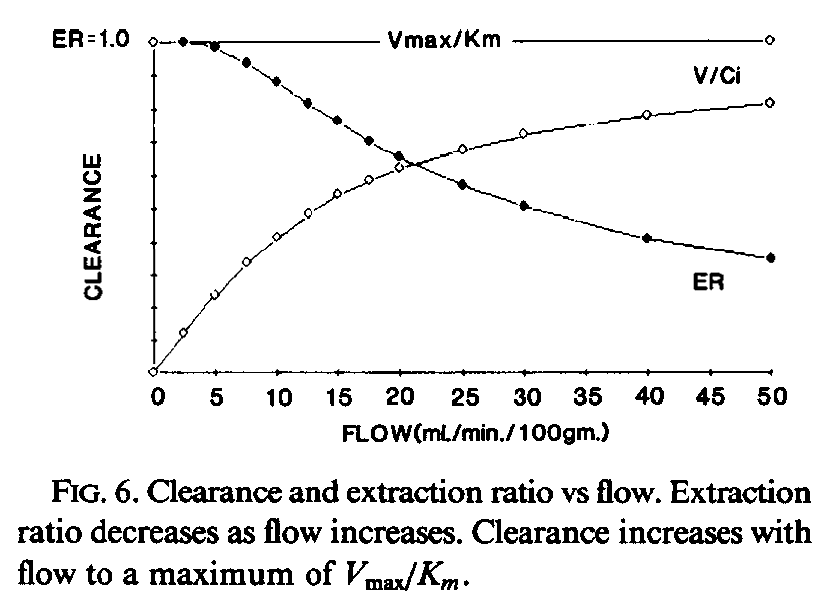 ER=1.0
Vmax/Km
V/Ci
CLEARANCE
ER
0 5 10 15 20 25 30 35 40 45 50
FLOW(mL/min./100gm.)
FIG. 6. Clearance and extraction ratio vs flow. Extraction
ratio decreases as flow increases. Clearance increases with
flow to a maximum of Vmax/Km.